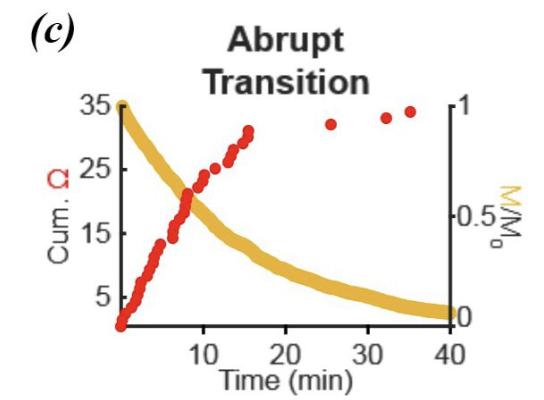 (c)
Abrupt
Transition
35
25
15
5
Cum. Ω
1
0.5
0
M/M₀
10 20 30 40
Time (min)